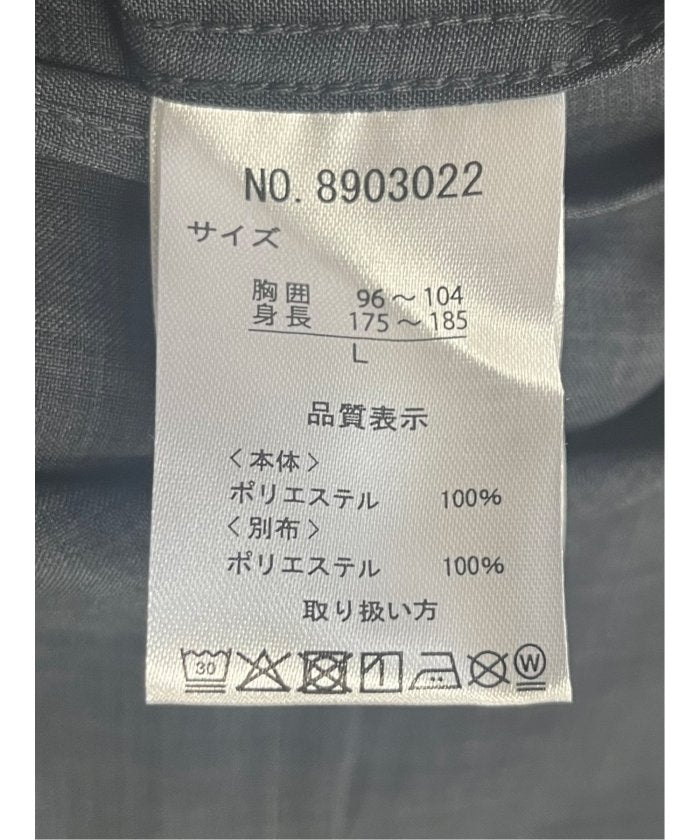 NO. 8903022
サイズ
胸囲 96～104
身長 175～185
L
品質表示
〈本体〉
ポリエステル 100%
〈別布〉
ポリエステル 100%
取り扱い方
30 W